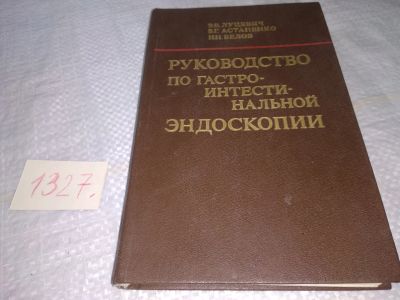 Э.В. ЛУЦЕВИЧ
В.Г. АСТАПЕНКО
И.Н. БЕЛОВ
РУКОВОДСТВО
ПО ГАСТРО-
ИНТЕСТИ-
НАЛЬНОЙ
ЭНДОСКОПИИ
1327.